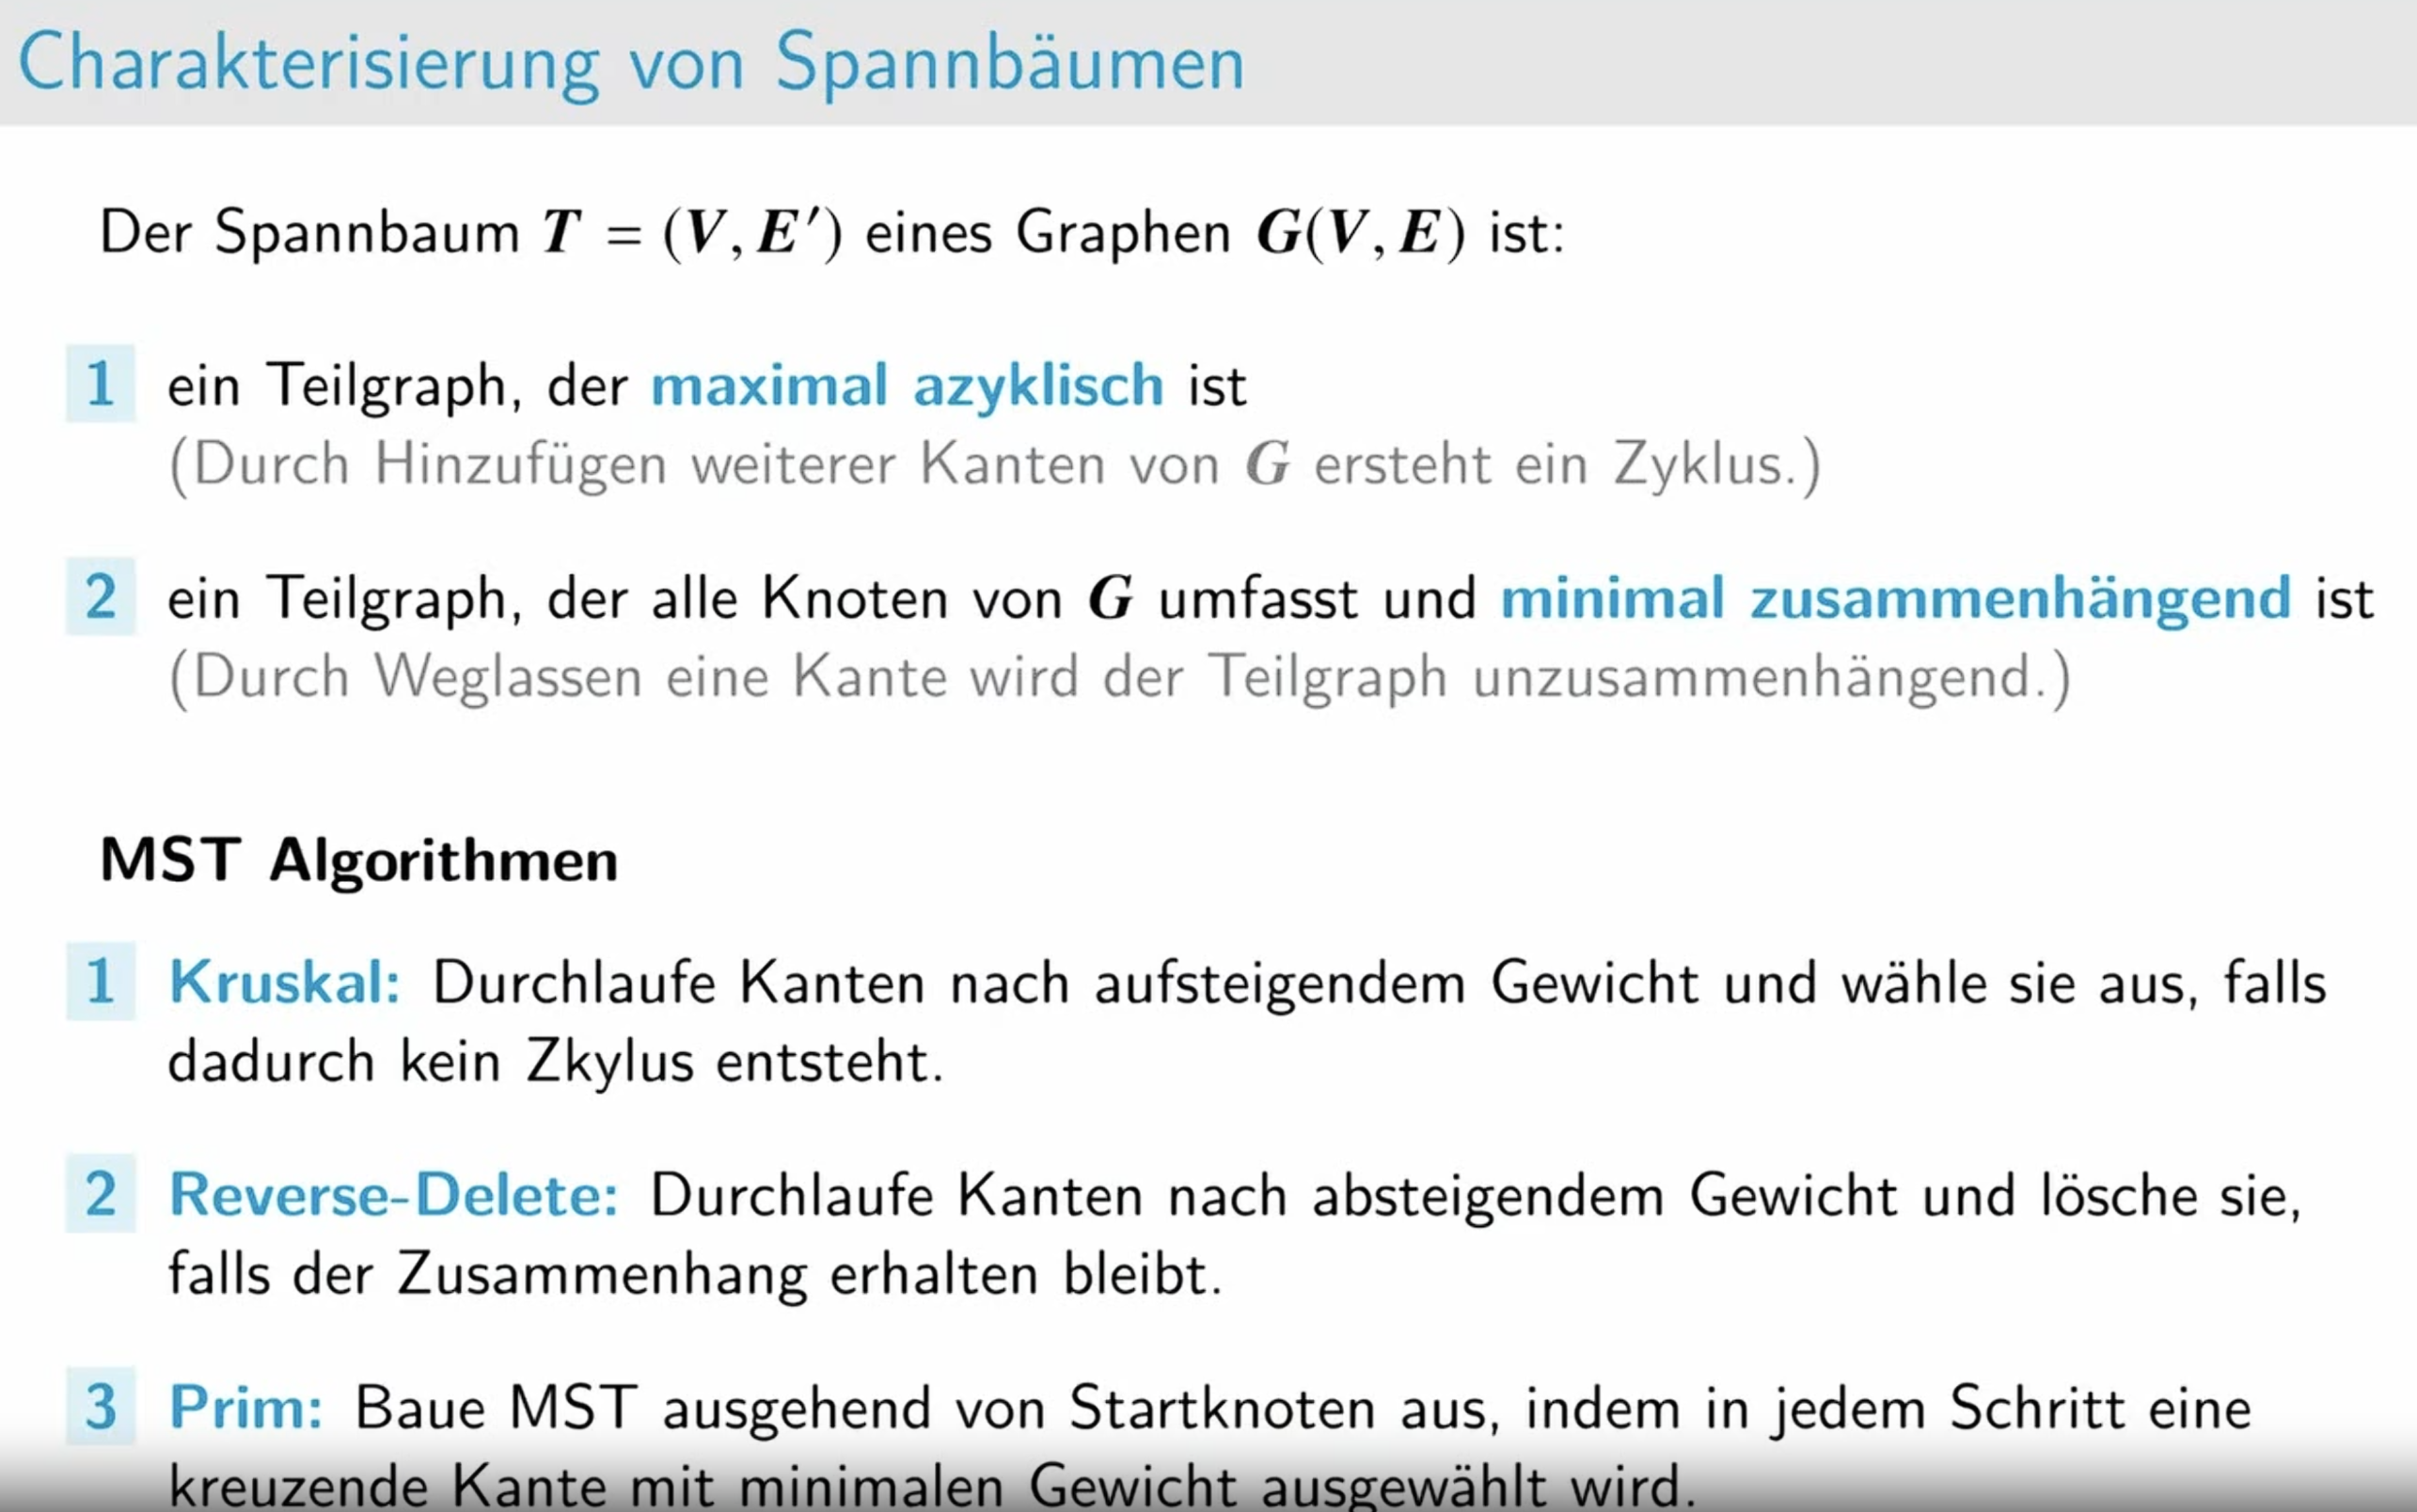 Charakterisierung von Spannbäumen
Der Spannbaum T = (V, E′) eines Graphen G(V, E) ist:
1 ein Teilgraph, der maximal azyklisch ist
(Durch Hinzufügen weiterer Kanten von G ersteht ein Zyklus.)
2 ein Teilgraph, der alle Knoten von G umfasst und minimal zusammenhängend ist
(Durch Weglassen eine Kante wird der Teilgraph unzusammenhängend.)
MST Algorithmen
1 Kruskal: Durchlaufe Kanten nach aufsteigendem Gewicht und wähle sie aus, falls
dadurch kein Zkylus entsteht.
2 Reverse-Delete: Durchlaufe Kanten nach absteigendem Gewicht und lösche sie,
falls der Zusammenhang erhalten bleibt.
3 Prim: Baue MST ausgehend von Startknoten aus, indem in jedem Schritt eine
kreuzende Kante mit minimalen Gewicht ausgewählt wird.